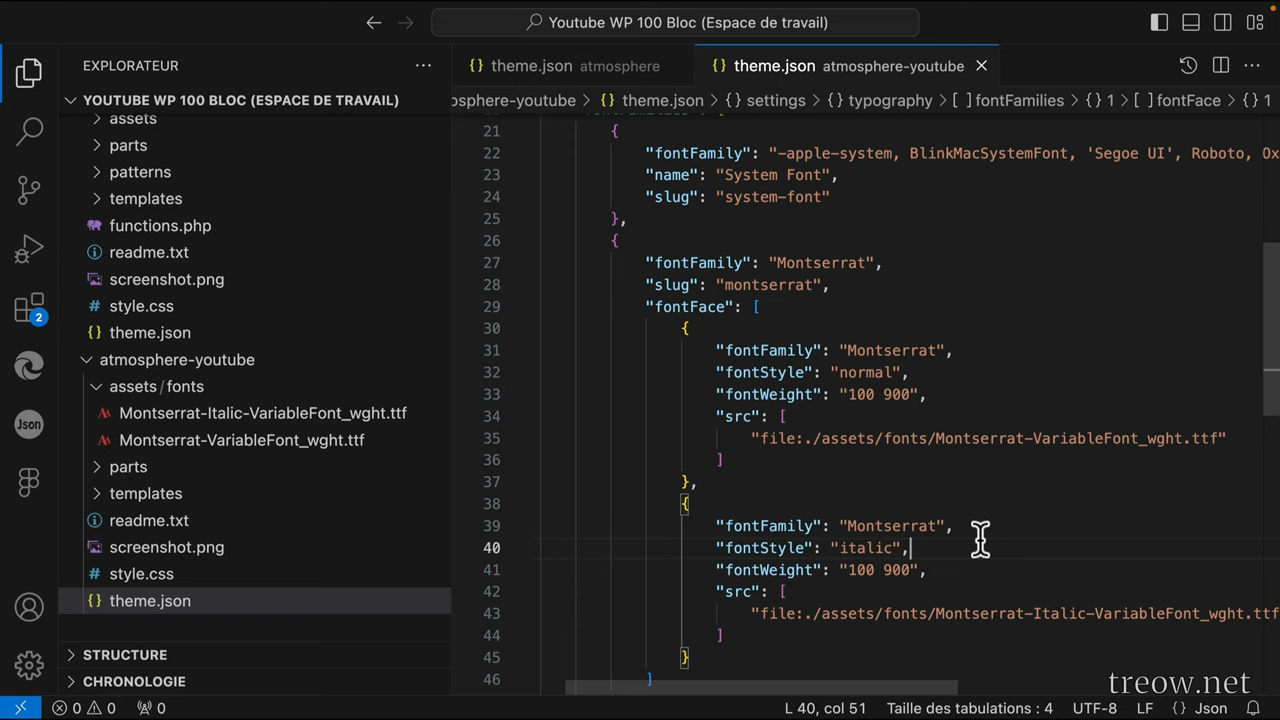 Youtube WP 100 Bloc (Espace de travail)
EXPLORATEUR
theme.json atmosphere
theme.json atmosphere-youtube
YOUTUBE WP 100 BLOC (ESPACE DE TRAVAIL)
osphere-youtube > {} theme.json > {} settings > {} typography > [ ] fontFamilies > {} 1 > [ ] fontFace > {} 1
assets
parts
patterns
templates
functions.php
readme.txt
screenshot.png
style.css
theme.json
atmosphere-youtube
assets/fonts
Montserrat-Italic-VariableFont_wght.ttf
Montserrat-VariableFont_wght.ttf
parts
templates
readme.txt
screenshot.png
style.css
theme.json
STRUCTURE
CHRONOLOGIE
2
Json
21 {
22 "fontFamily": "-apple-system, BlinkMacSystemFont, 'Segoe UI', Roboto, Ox
23 "name": "System Font",
24 "slug": "system-font"
25 },
26 {
27 "fontFamily": "Montserrat",
28 "slug": "montserrat",
29 "fontFace": [
30 {
31 "fontFamily": "Montserrat",
32 "fontStyle": "normal",
33 "fontWeight": "100 900",
34 "src": [
35 "file:./assets/fonts/Montserrat-VariableFont_wght.ttf"
36 ]
37 },
38 {
39 "fontFamily": "Montserrat",
40 "fontStyle": "italic",
41 "fontWeight": "100 900",
42 "src": [
43 "file:./assets/fonts/Montserrat-Italic-VariableFont_wght.ttf
44 ]
45 }
46 ]
treow.net
0 0 0 L 40, col 51 Taille des tabulations : 4 UTF-8 LF {} Json